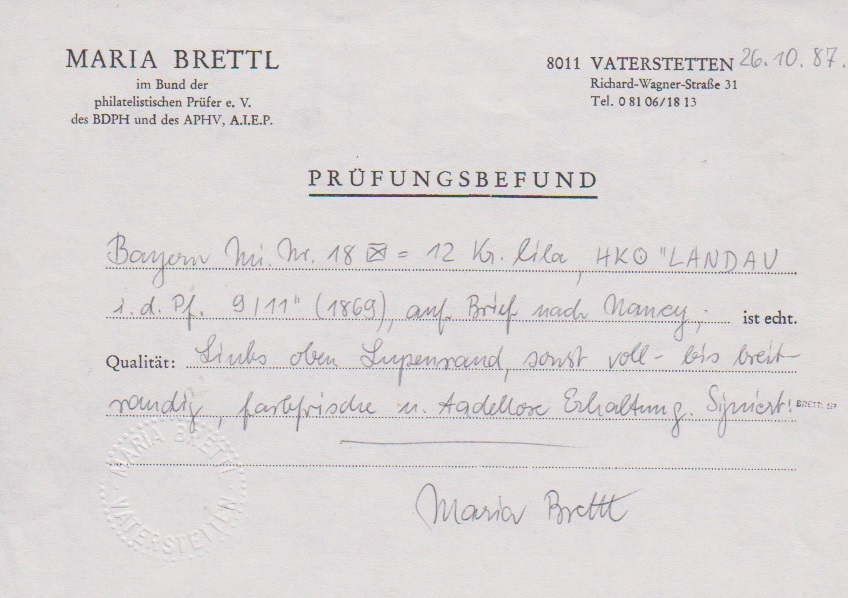 MARIA BRETTL
im Bund der
philatelistischen Prüfer e. V.
des BDPH und des APHV, A.I.E.P.
8011 VATERSTETTEN 26.10.87.
Richard-Wagner-Straße 31
Tel. 0 81 06/18 13
PRÜFUNGSBEFUND
Bayern Mi. Nr. 18 ✉ = 12 Kr. lila, HKO "LANDAU
i. d. Pf. 9/11" (1869), auf Brief nach Nancy, ist echt.
Qualität: Links oben Lupenrand, sonst voll- bis breit-
randig, farbfrische u. tadellose Erhaltung. Signiert! BRETTL
Maria Brettl
MARIA BRETTL
VATERSTETTEN